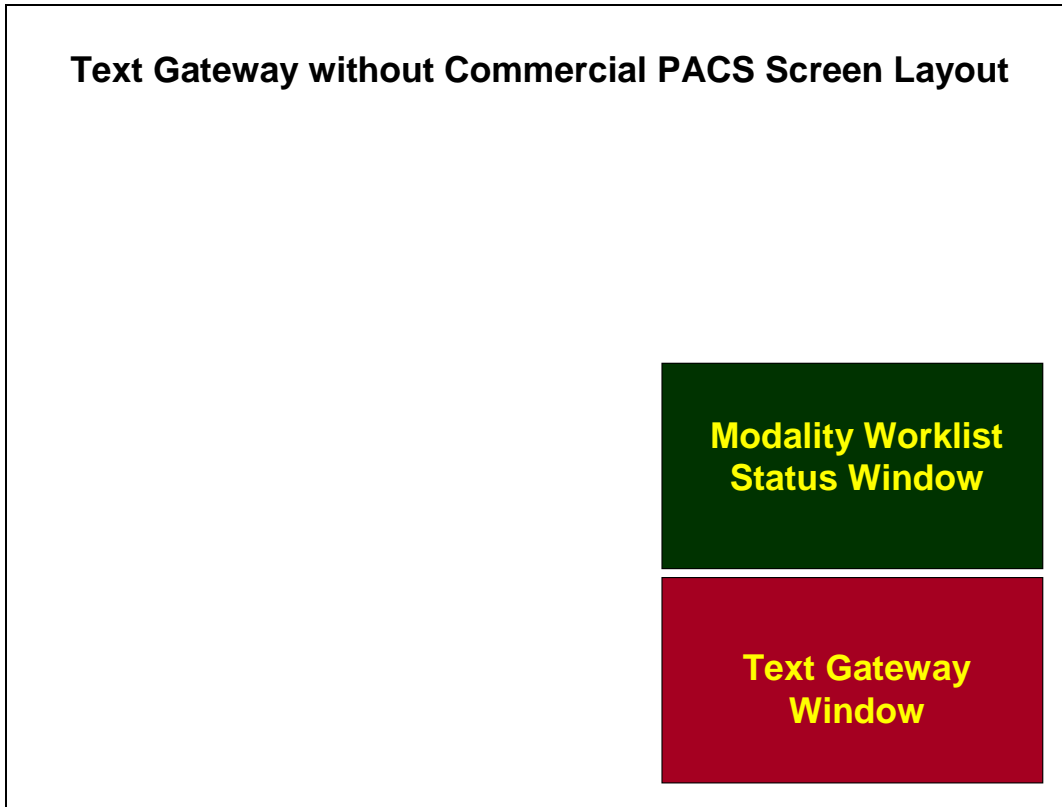 Text Gateway without Commercial PACS Screen Layout
Modality Worklist
Status Window
Text Gateway
Window